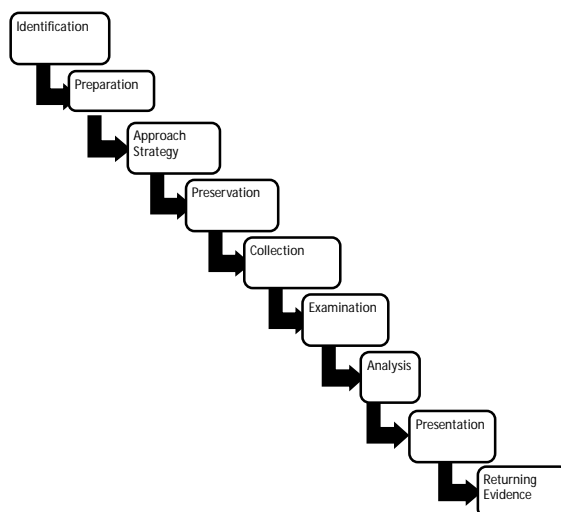 Identification
Preparation
Approach
Strategy
Preservation
Collection
Examination
Analysis
Presentation
Returning
Evidence